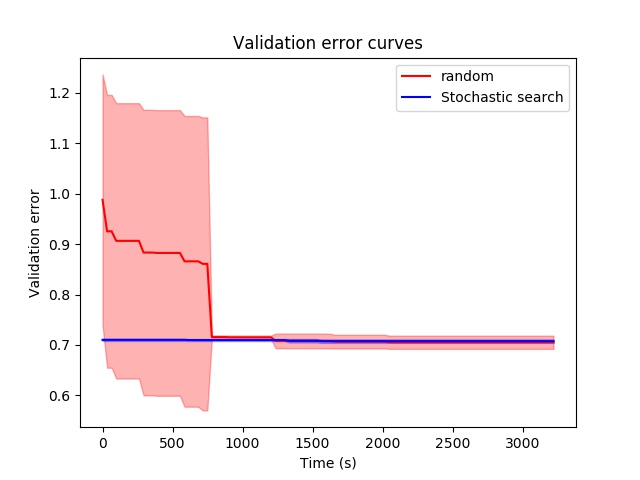 Validation error curves
random
Stochastic search
Validation error
1.2
1.1
1.0
0.9
0.8
0.7
0.6
0
500
1000
1500
2000
2500
3000
Time (s)